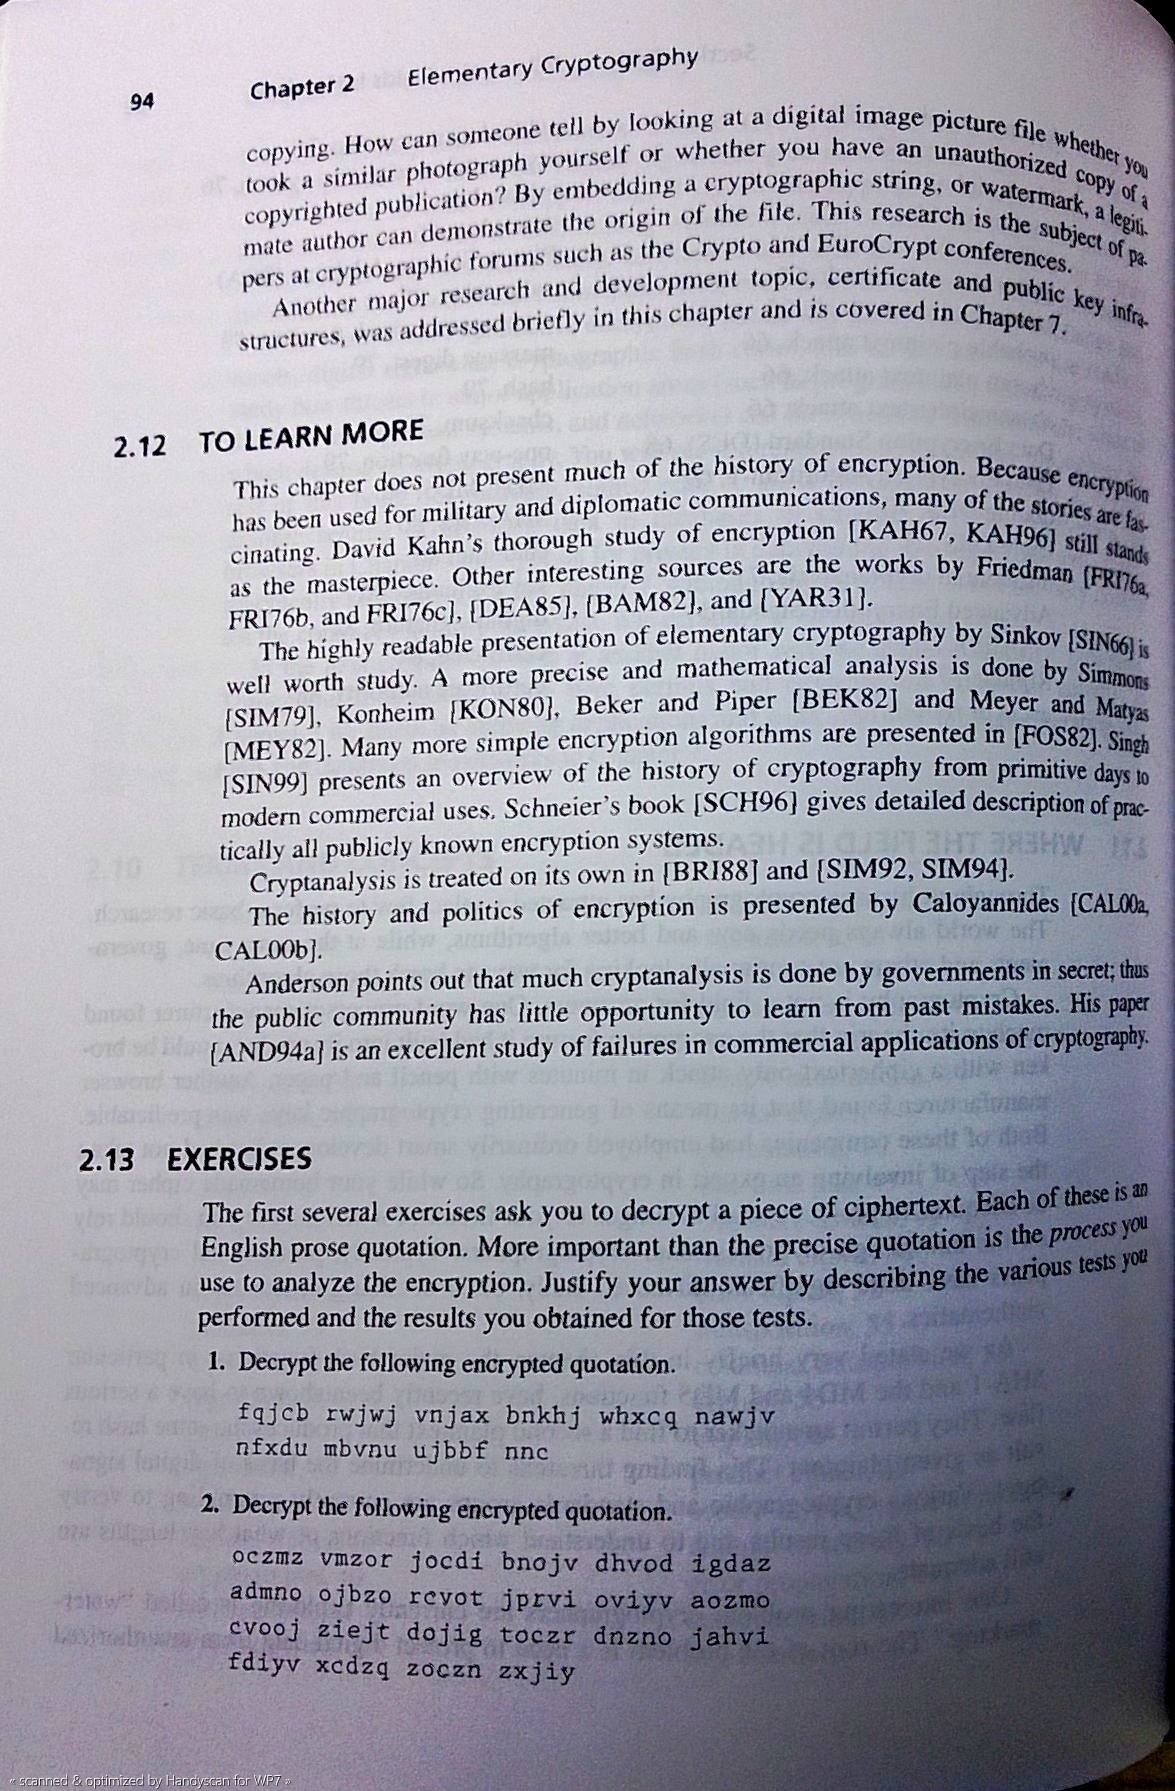 94 Chapter 2 Elementary Cryptography
copying. How can someone tell by looking at a digital image picture file whether you
took a similar photograph yourself or whether you have an unauthorized copy of a
copyrighted publication? By embedding a cryptographic string, or watermark, a legiti-
mate author can demonstrate the origin of the file. This research is the subject of pa-
pers at cryptographic forums such as the Crypto and EuroCrypt conferences.
Another major research and development topic, certificate and public key infra-
structures, was addressed briefly in this chapter and is covered in Chapter 7.
2.12 TO LEARN MORE
This chapter does not present much of the history of encryption. Because encryption
has been used for military and diplomatic communications, many of the stories are fas-
cinating. David Kahn's thorough study of encryption [KAH67, KAH96] still stands
as the masterpiece. Other interesting sources are the works by Friedman [FRI76a,
FRI76b, and FRI76c], [DEA85], [BAM82], and [YAR31].
The highly readable presentation of elementary cryptography by Sinkov [SIN66] is
well worth study. A more precise and mathematical analysis is done by Simmons
[SIM79], Konheim [KON80], Beker and Piper [BEK82] and Meyer and Matyas
[MEY82]. Many more simple encryption algorithms are presented in [FOS82]. Singh
[SIN99] presents an overview of the history of cryptography from primitive days to
modern commercial uses. Schneier's book [SCH96] gives detailed description of prac-
tically all publicly known encryption systems.
Cryptanalysis is treated on its own in [BRI88] and [SIM92, SIM94].
The history and politics of encryption is presented by Caloyannides [CAL00a,
CAL00b].
Anderson points out that much cryptanalysis is done by governments in secret; thus
the public community has little opportunity to learn from past mistakes. His paper
[AND94a] is an excellent study of failures in commercial applications of cryptography.
2.13 EXERCISES
The first several exercises ask you to decrypt a piece of ciphertext. Each of these is an
English prose quotation. More important than the precise quotation is the process you
use to analyze the encryption. Justify your answer by describing the various tests you
performed and the results you obtained for those tests.
1. Decrypt the following encrypted quotation.
fqjcb rwjwj vnjax bnkhj whxcq nawjv
nfxdu mbvnu ujbbf nnc
2. Decrypt the following encrypted quotation.
oczmz vmzor jocdi bnojv dhvod igdaz
admno ojbzo rcvot jprvi oviyv aozmo
cvooj ziejt dojig toczr dnzno jahvi
fdiyv xcdzq zoczn zxjiy
« scanned & optimized by Handyscan for WP7 »